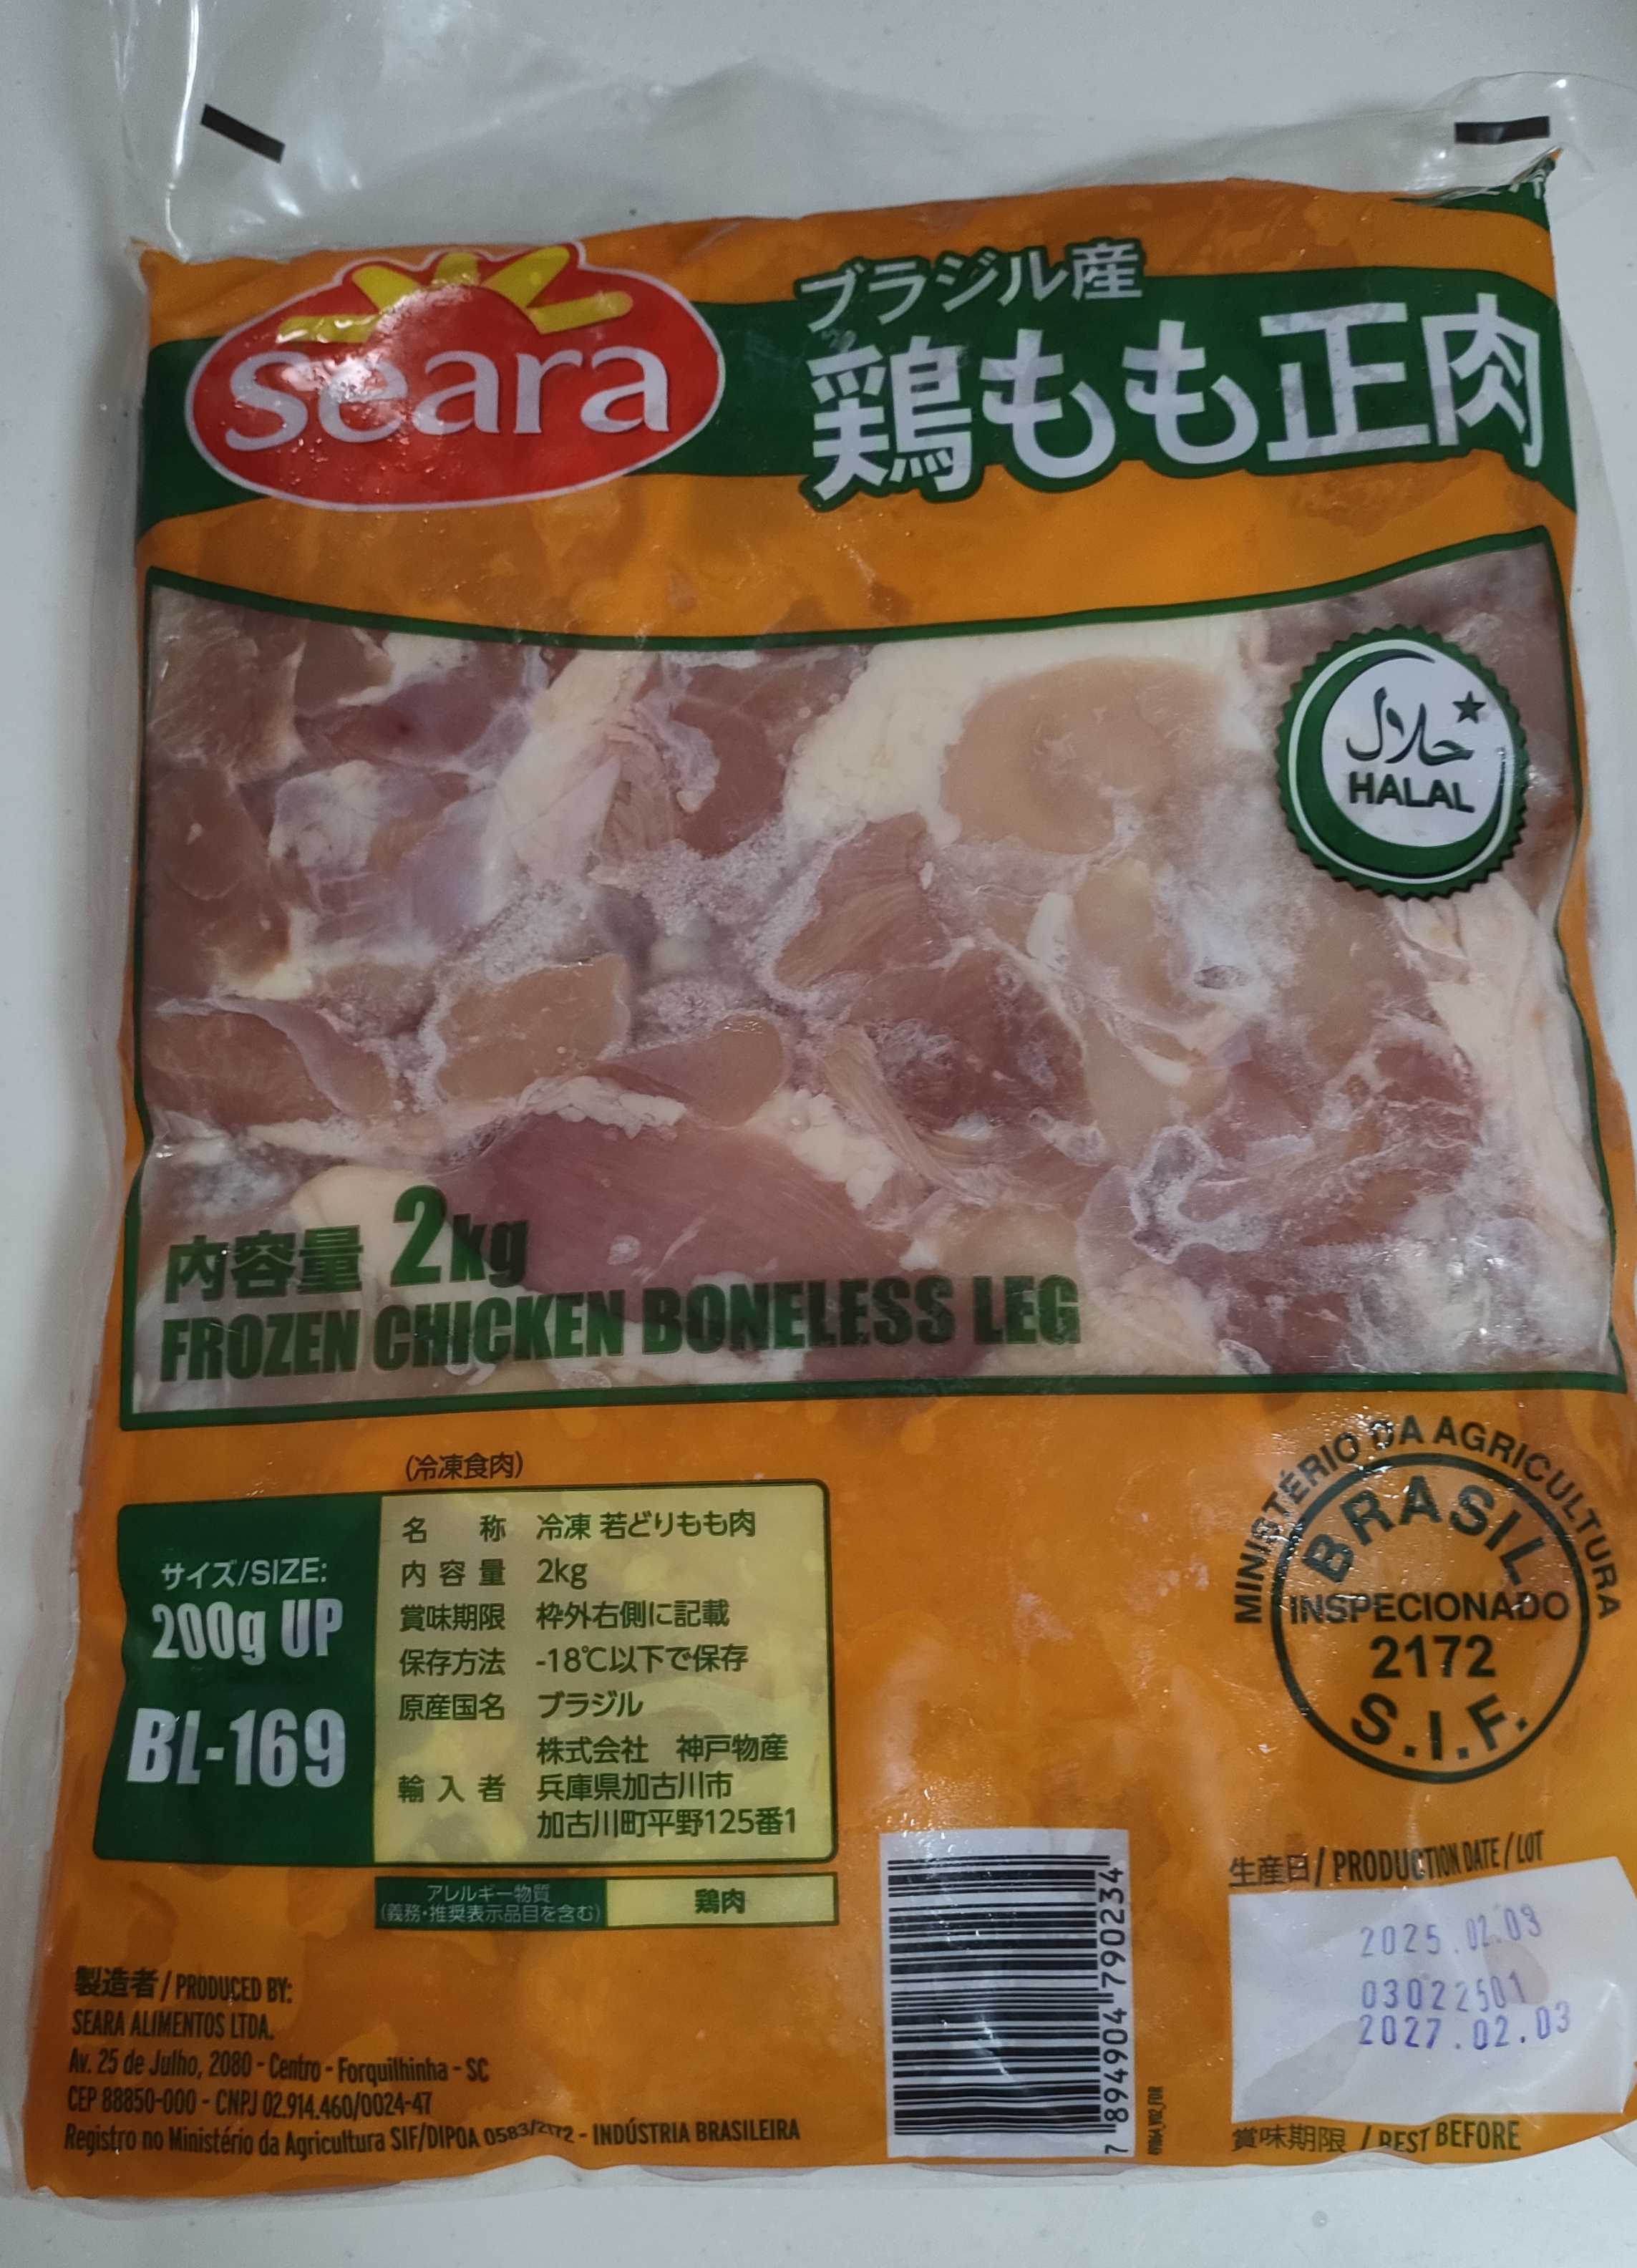 seara
ブラジル産
鶏もも正肉
حلال
HALAL
内容量 2kg
FROZEN CHICKEN BONELESS LEG
(冷凍食肉)
サイズ/SIZE:
200g UP
BL-169
名称 冷凍 若どりもも肉
内容量 2kg
賞味期限 枠外右側に記載
保存方法 -18℃以下で保存
原産国名 ブラジル
輸入者 株式会社 神戸物産
兵庫県加古川市
加古川町平野125番1
アレルギー物質
(義務・推奨表示品目を含む)
鶏肉
MINISTÉRIO DA AGRICULTURA
BRASIL
INSPECIONADO
2172
S.I.F.
製造者 / PRODUCED BY:
SEARA ALIMENTOS LTDA.
Av. 25 de Julho, 2080 - Centro - Forquilhinha - SC
CEP 88850-000 - CNPJ 02.914.460/0024-47
Registro no Ministério da Agricultura SIF/DIPOA 0583/2172 - INDÚSTRIA BRASILEIRA
7 894904 790234
生産日 / PRODUCTION DATE / LOT
2025.02.03
03022501
2027.02.03
賞味期限 / BEST BEFORE